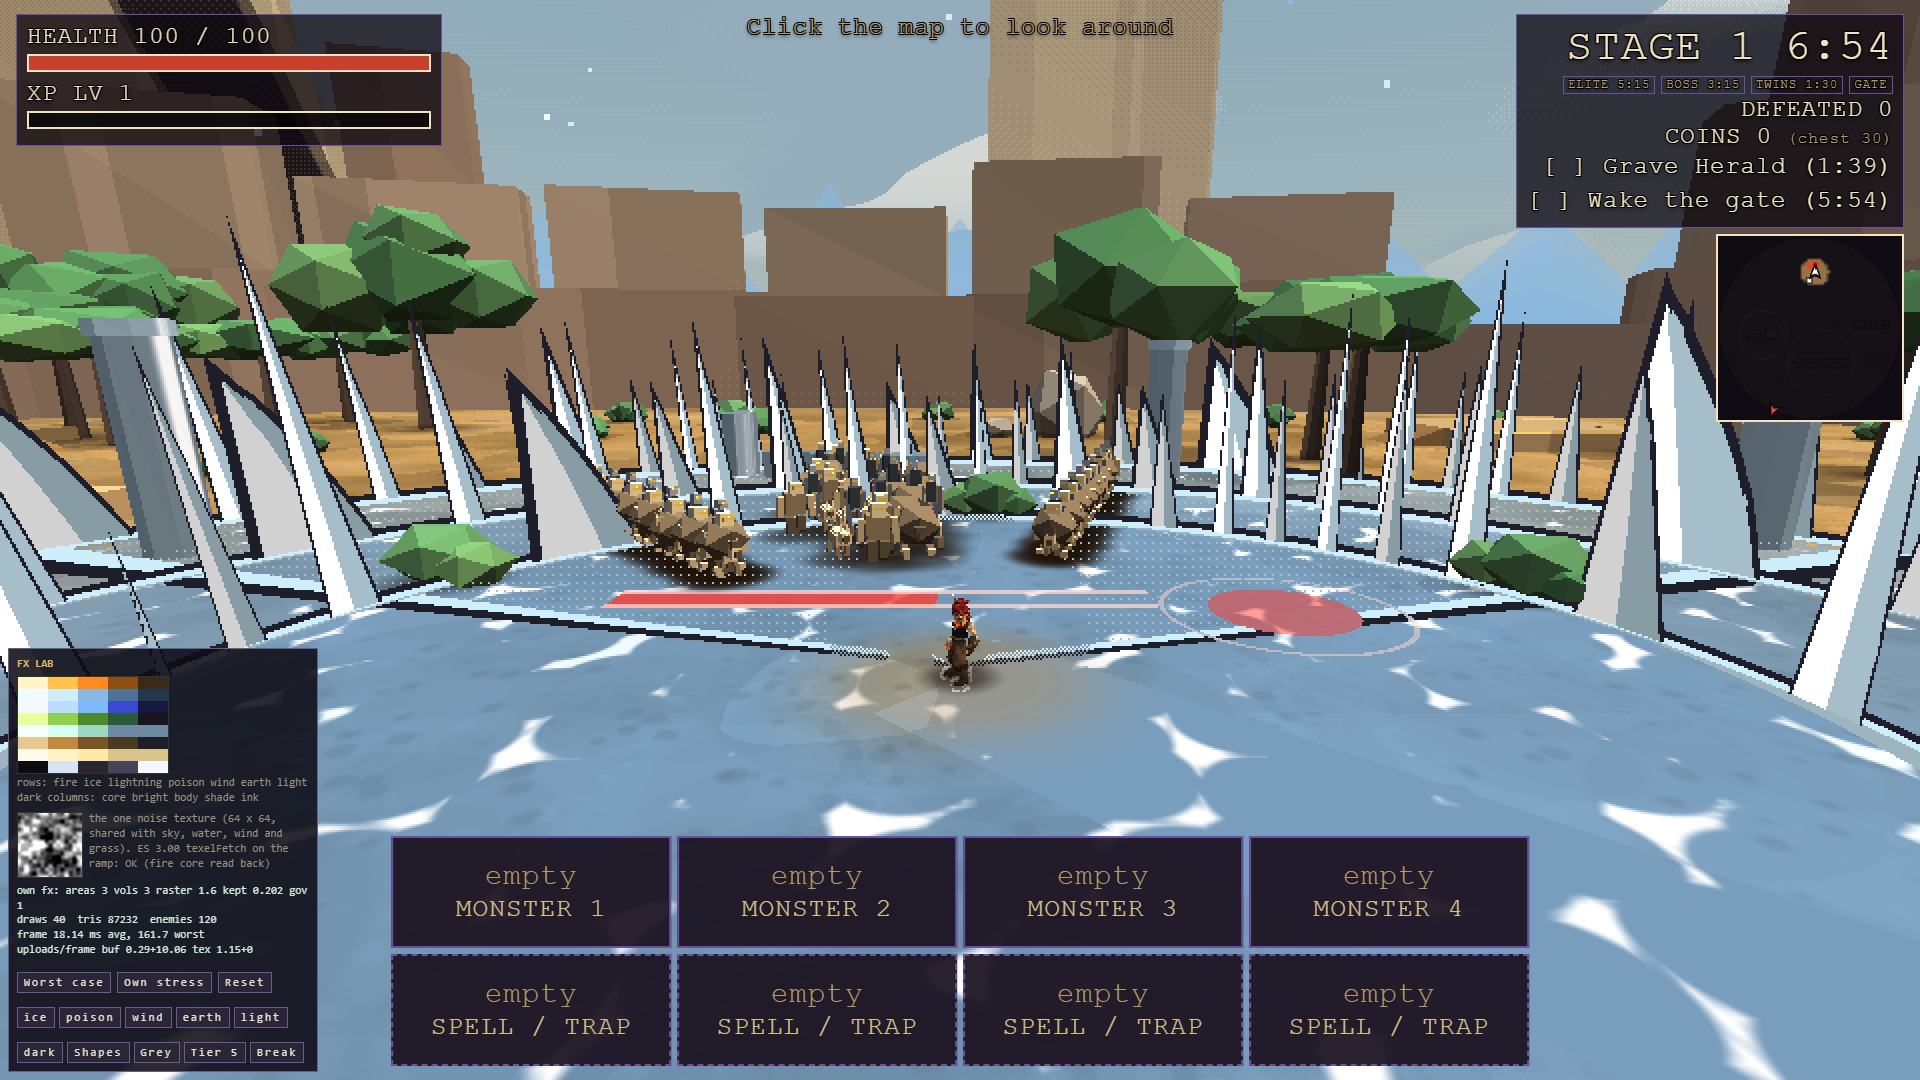 HEALTH 100 / 100
XP LV 1
Click the map to look around
STAGE 1 6:54
ELITE 5:15 BOSS 3:15 TWINS 1:30 GATE
DEFEATED 0
COINS 0 (chest 30)
[ ] Grave Herald (1:39)
[ ] Wake the gate (5:54)
FX LAB
rows: fire ice lightning poison wind earth light
dark columns: core bright body shade ink
the one noise texture (64 x 64,
shared with sky, water, wind and
grass). ES 3.00 texelFetch on the
ramp: OK (fire core read back)
own fx: areas 3 vols 3 raster 1.6 kept 0.202 gov
1
draws 40 tris 87232 enemies 120
frame 18.14 ms avg, 161.7 worst
uploads/frame buf 0.29+10.06 tex 1.15+0
Worst case Own stress Reset
ice poison wind earth light
dark Shapes Grey Tier 5 Break
empty empty empty empty
MONSTER 1 MONSTER 2 MONSTER 3 MONSTER 4
empty empty empty empty
SPELL / TRAP SPELL / TRAP SPELL / TRAP SPELL / TRAP